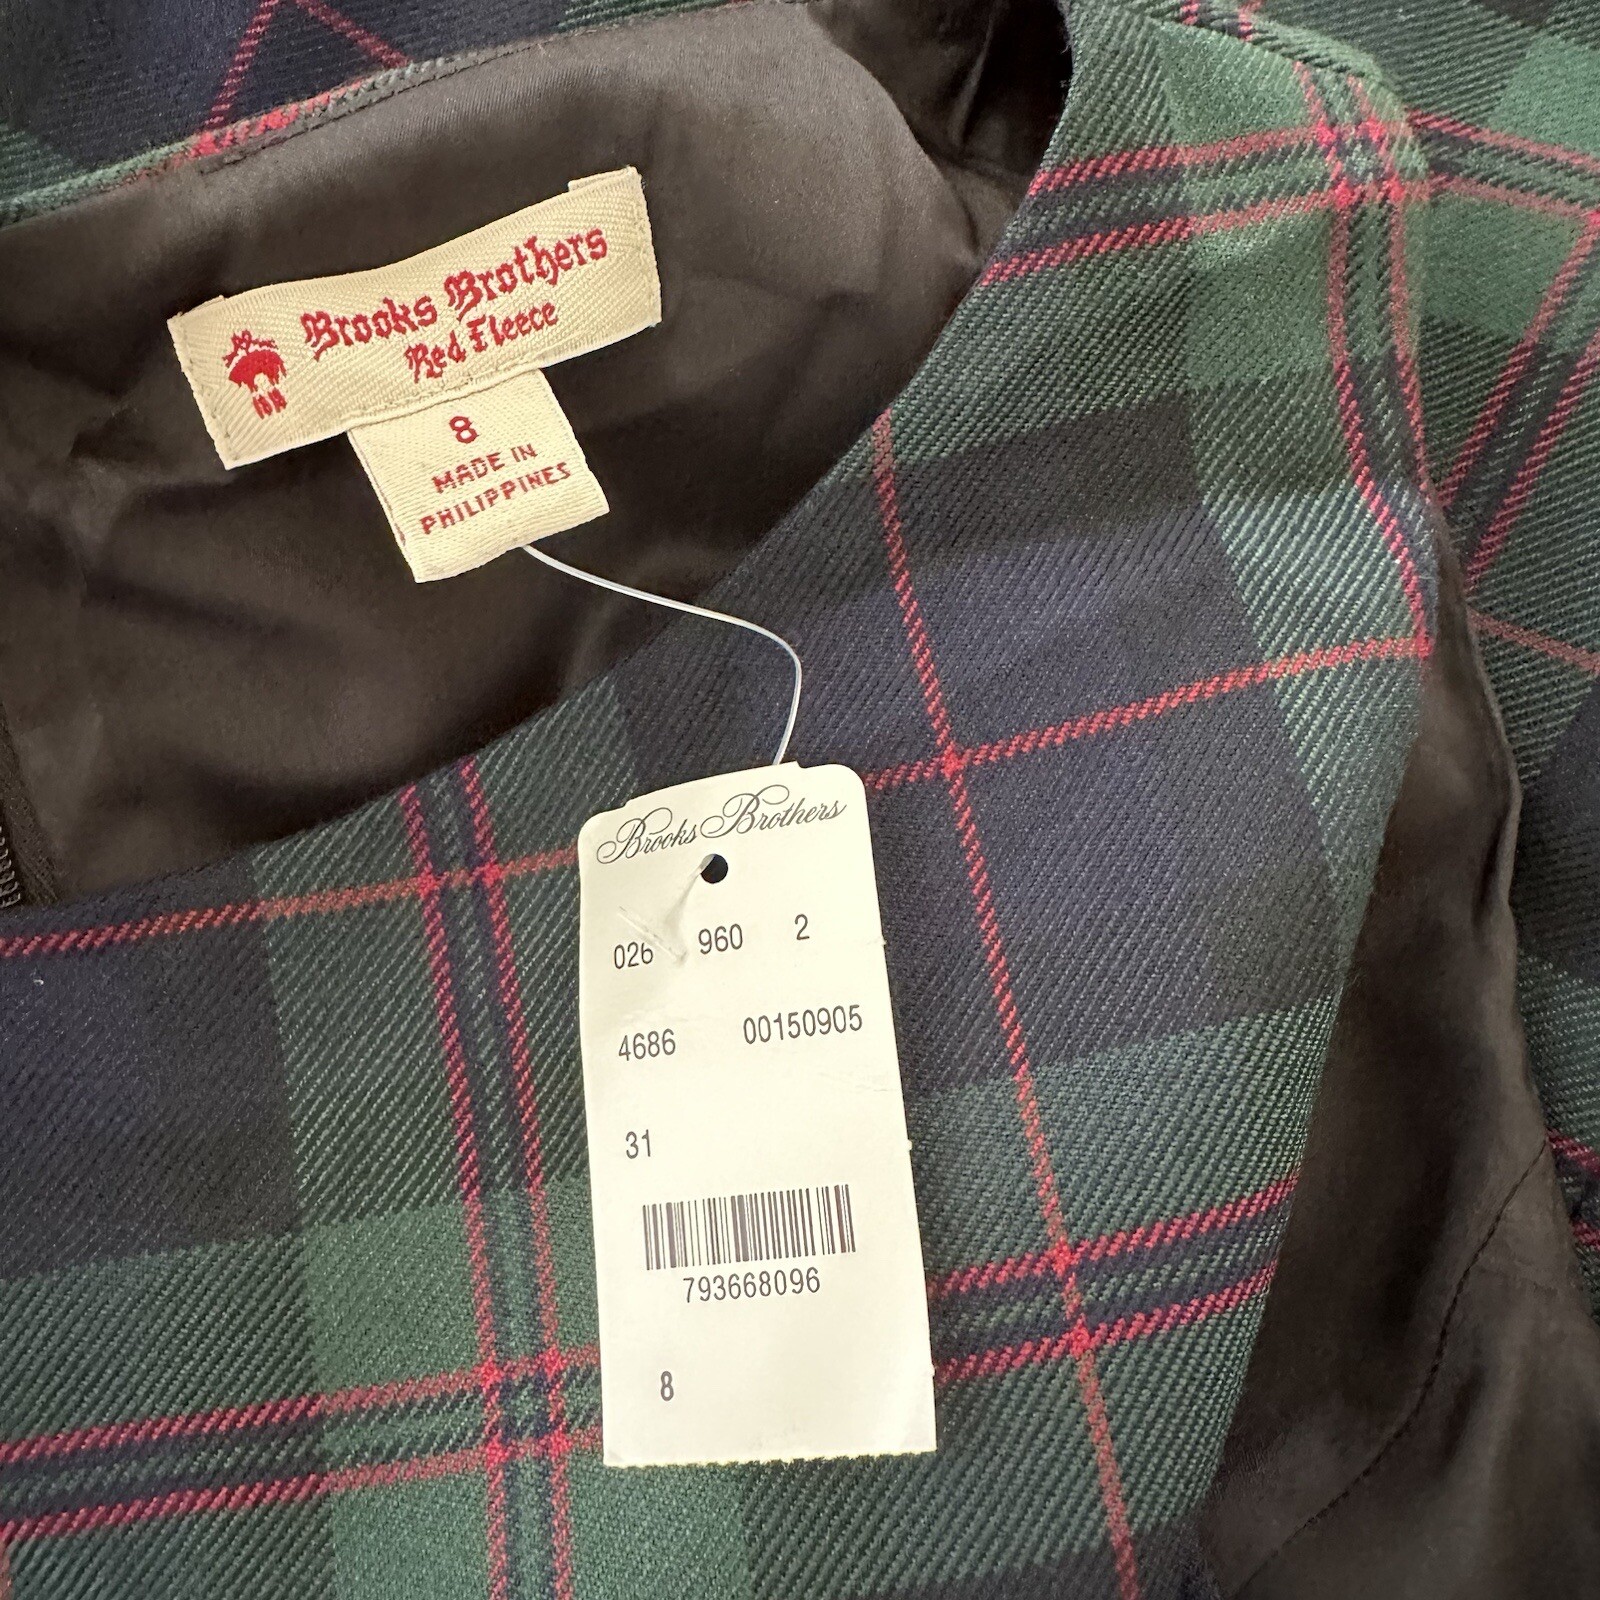 Brooks Brothers
Red Fleece
8
MADE IN
PHILIPPINES
Brooks Brothers
026 960 2
4686 00150905
31
793668096
8